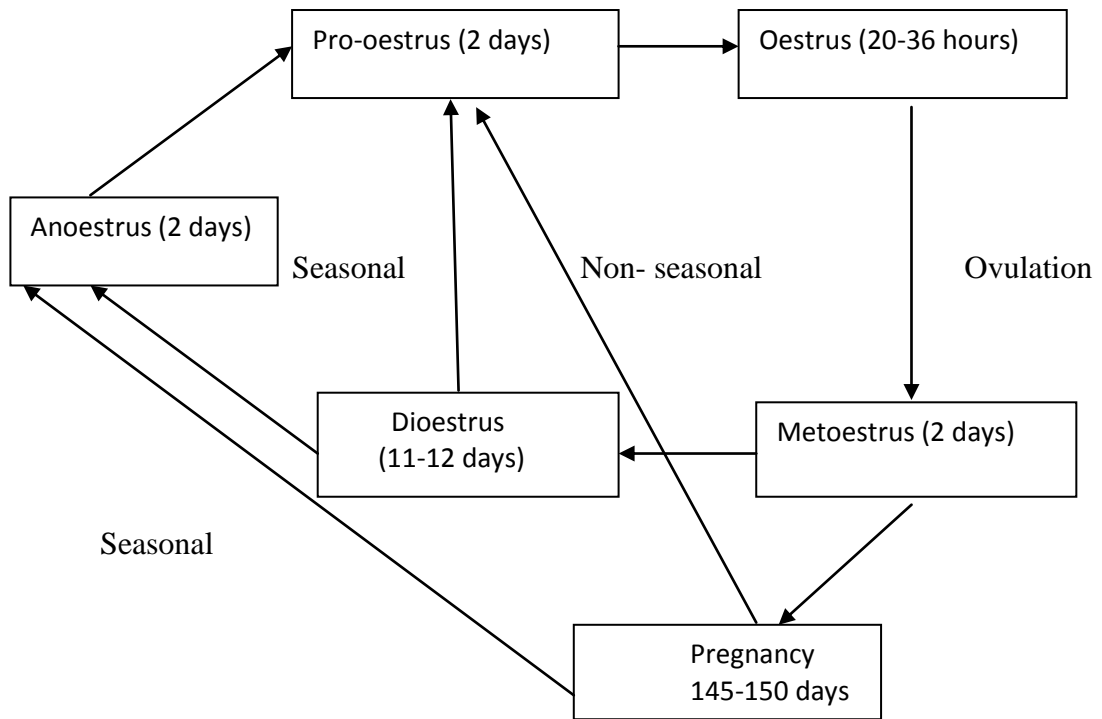 Pro-oestrus (2 days)
Oestrus (20-36 hours)
Anoestrus (2 days)
Seasonal
Non- seasonal
Ovulation
Dioestrus
(11-12 days)
Metoestrus (2 days)
Seasonal
Pregnancy
145-150 days